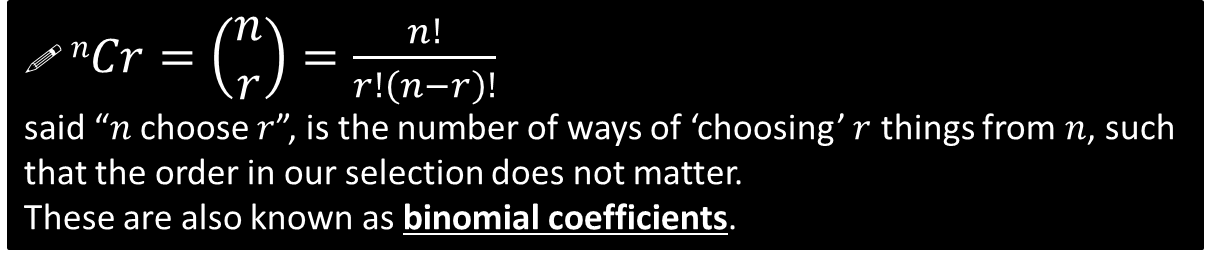 ✏ ⁿCr = (n r) = n!/r!(n−r)!
said “n choose r”, is the number of ways of ‘choosing’ r things from n, such
that the order in our selection does not matter.
These are also known as binomial coefficients.